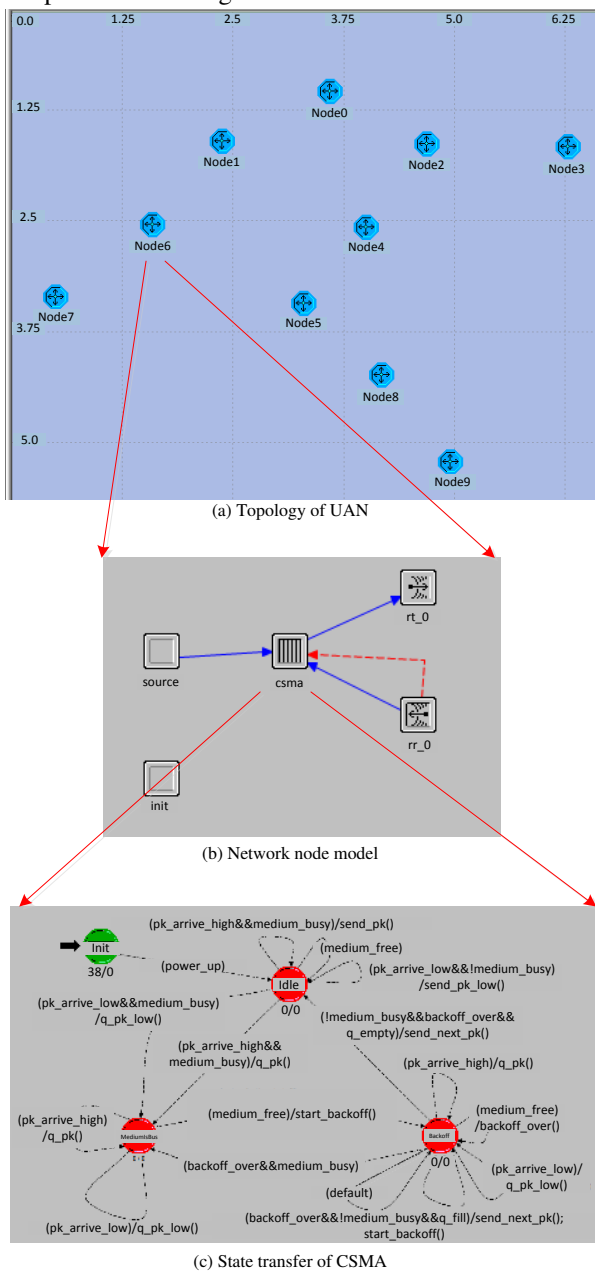 0.0 1.25 2.5 3.75 5.0 6.25
Node0
1.25
Node1 Node2 Node3
2.5
Node6 Node4
Node7 Node5
3.75
Node8
5.0
Node9
(a) Topology of UAN
rt_0
source csma
rr_0
init
(b) Network node model
(pk_arrive_high&&medium_busy)/send_pk()
Init
(medium_free)
38/0
(power_up)
Idle
(pk_arrive_low&&!medium_busy)
/send_pk_low()
0/0
(pk_arrive_low&&medium_busy)
/q_pk_low()
(!medium_busy&&backoff_over&&
q_empty)/send_next_pk()
(pk_arrive_high&&
medium_busy)/q_pk()
(pk_arrive_high)/q_pk()
(medium_free)/start_backoff()
(medium_free)
/backoff_over()
(pk_arrive_high)
/q_pk()
MediumIsBus
Backoff
0/0
(backoff_over&&medium_busy)
(pk_arrive_low)/
q_pk_low()
(default)
(pk_arrive_low)/q_pk_low()
(backoff_over&&!medium_busy&&q_fill)/send_next_pk();
start_backoff()
(c) State transfer of CSMA